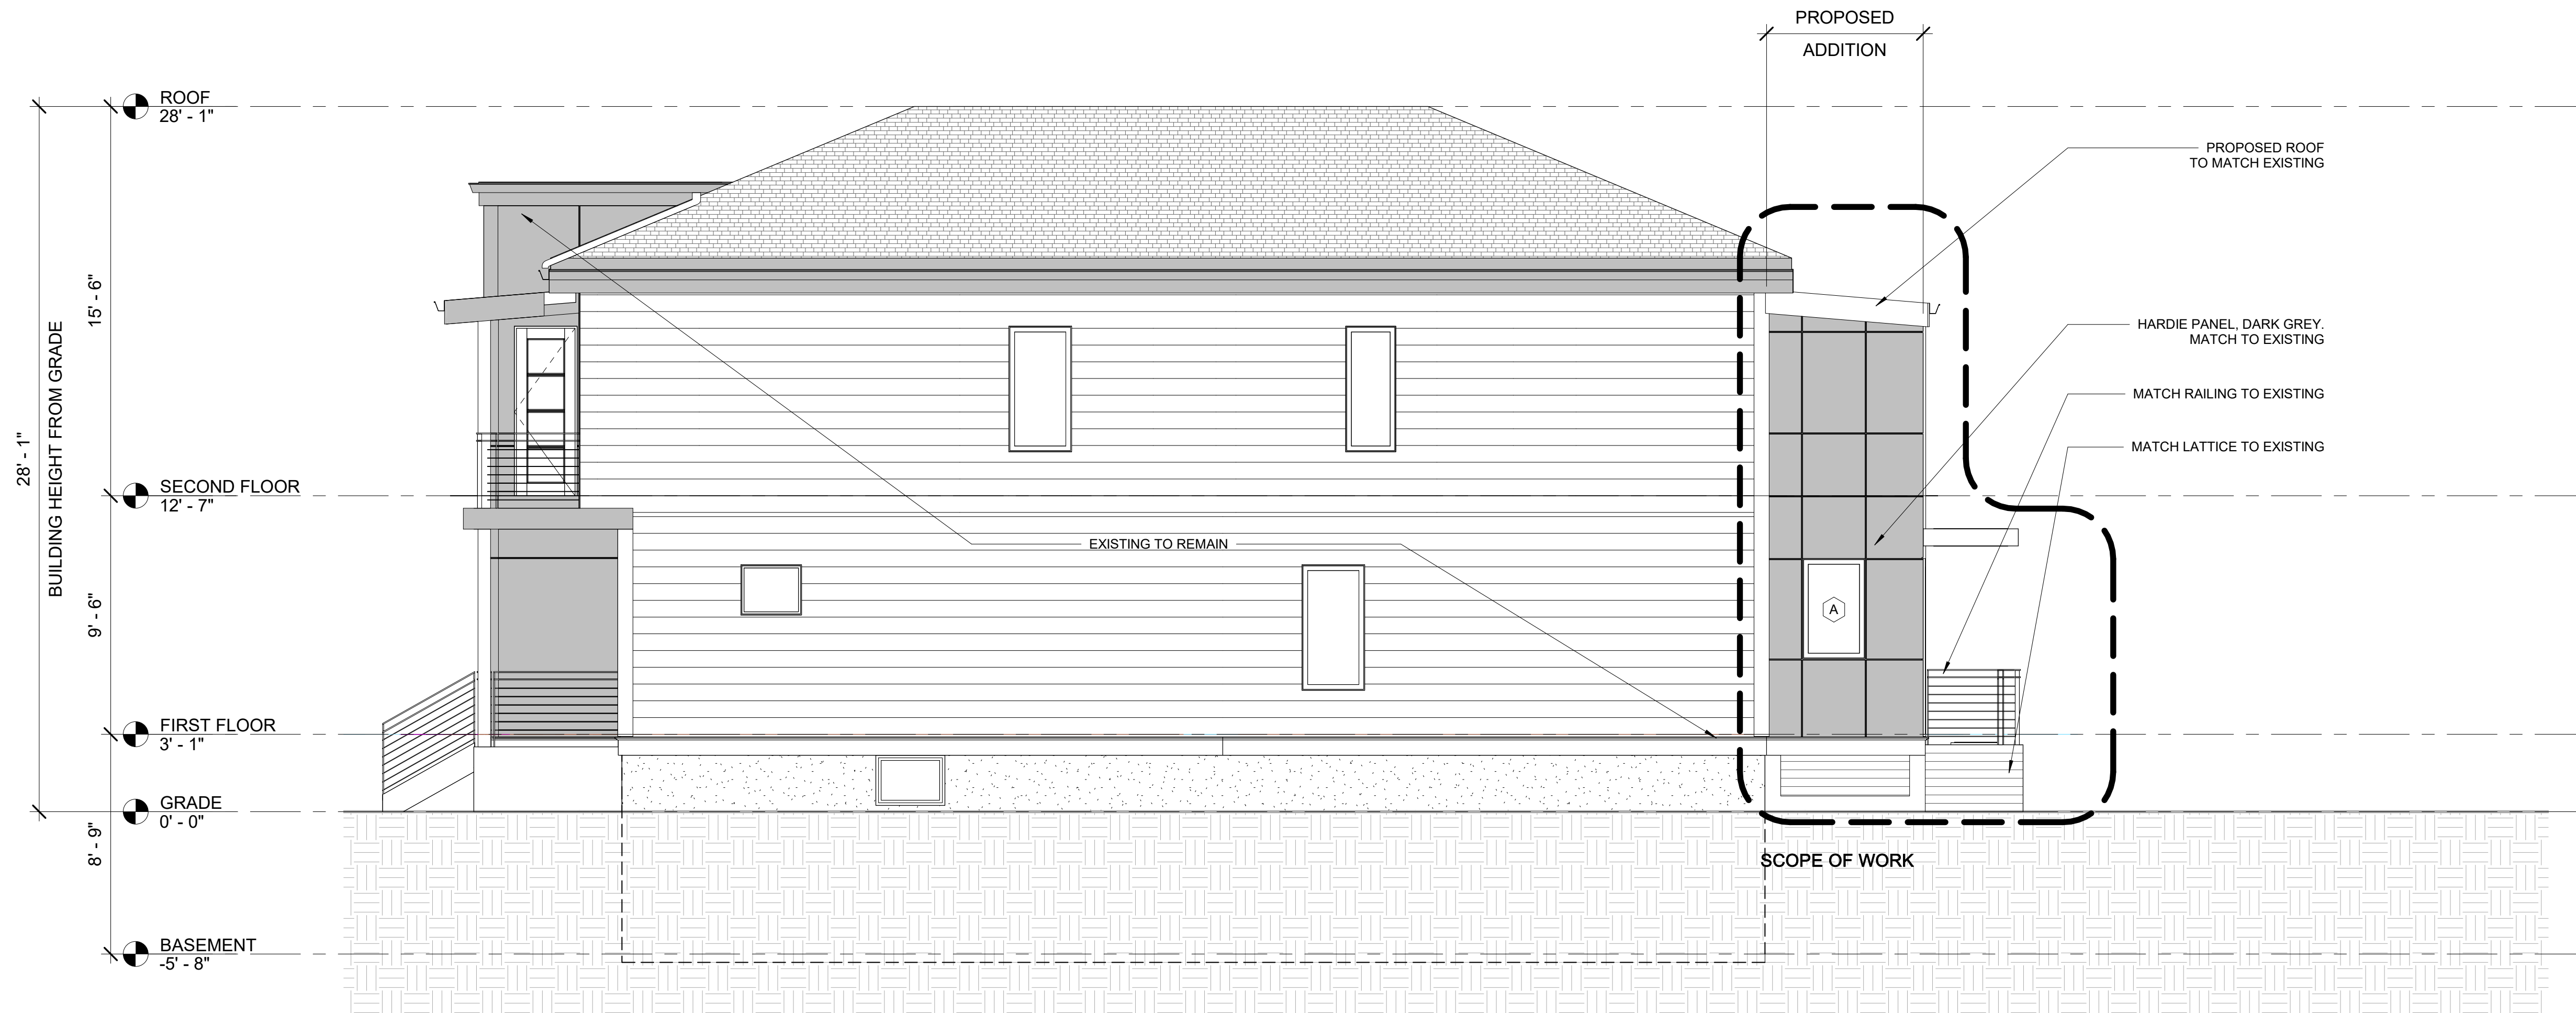 PROPOSED
ADDITION
ROOF
28' - 1"
PROPOSED ROOF
TO MATCH EXISTING
15' - 6"
HARDIE PANEL, DARK GREY.
MATCH TO EXISTING
BUILDING HEIGHT FROM GRADE
28' - 1"
MATCH RAILING TO EXISTING
MATCH LATTICE TO EXISTING
SECOND FLOOR
12' - 7"
EXISTING TO REMAIN
9' - 6"
A
FIRST FLOOR
3' - 1"
GRADE
0' - 0"
8' - 9"
SCOPE OF WORK
BASEMENT
-5' - 8"